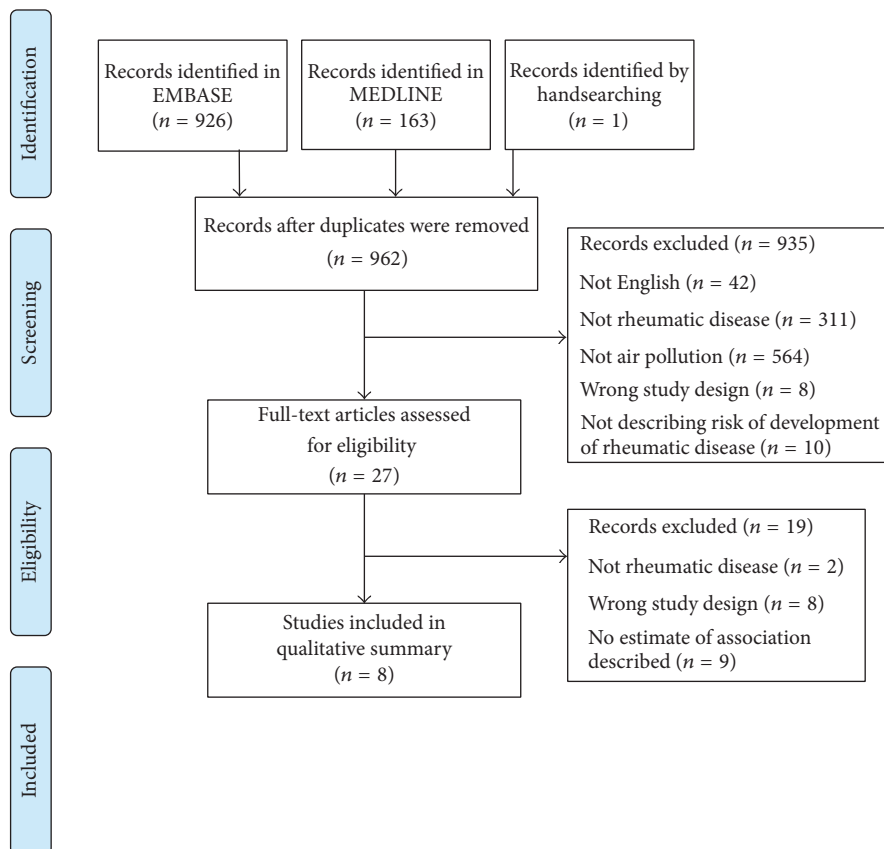 Identification
Records identified in
EMBASE
(n = 926)
Records identified in
MEDLINE
(n = 163)
Records identified by
handsearching
(n = 1)
Screening
Records after duplicates were removed
(n = 962)
Records excluded (n = 935)
Not English (n = 42)
Not rheumatic disease (n = 311)
Not air pollution (n = 564)
Wrong study design (n = 8)
Not describing risk of development
of rheumatic disease (n = 10)
Full-text articles assessed
for eligibility
(n = 27)
Eligibility
Records excluded (n = 19)
Not rheumatic disease (n = 2)
Wrong study design (n = 8)
No estimate of association
described (n = 9)
Studies included in
qualitative summary
(n = 8)
Included